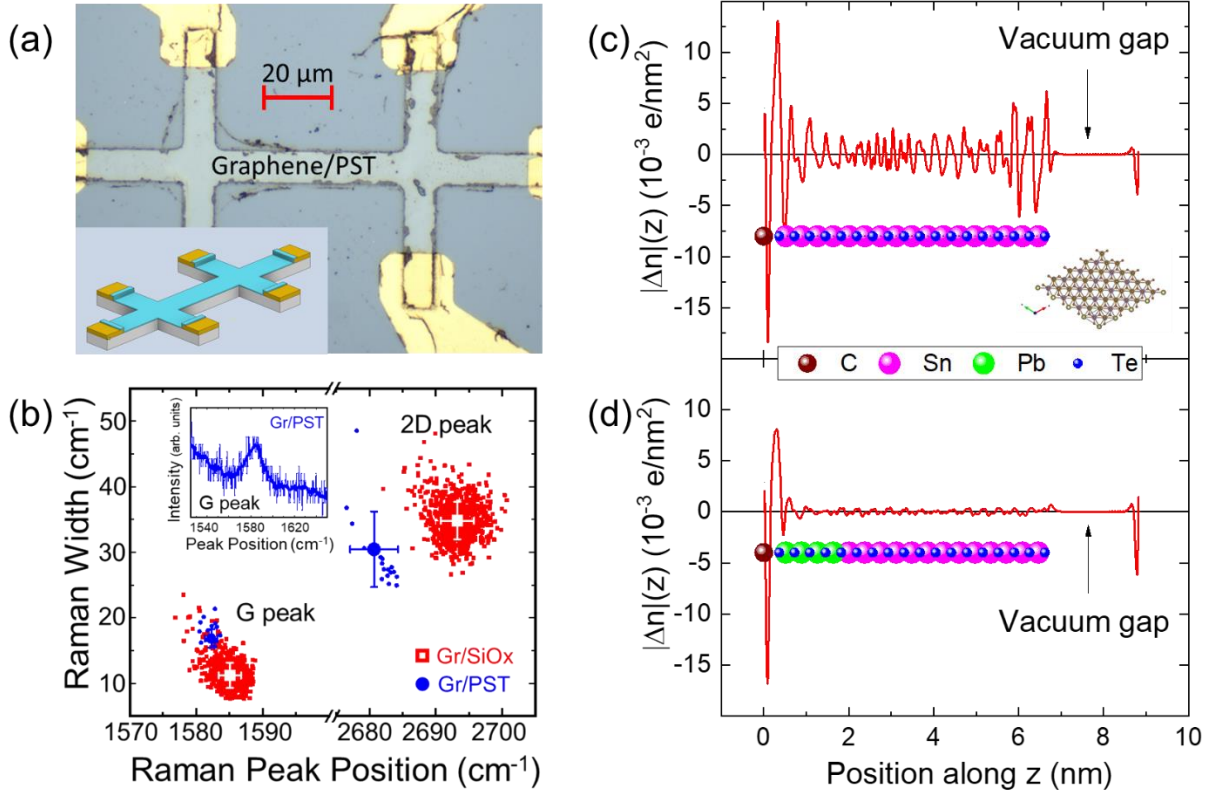 (a)
20 μm
Graphene/PST
(b)
Raman Width (cm⁻¹)
50
40
30
20
10
Intensity (arb. units)
Gr/PST
G peak
1540 1580 1620
Peak Position (cm⁻¹)
2D peak
G peak
Gr/SiOx
Gr/PST
1570 1580 1590 2680 2690 2700
Raman Peak Position (cm⁻¹)
(c)
|Δn|(z) (10⁻³ e/nm²)
10
5
0
-5
-10
-15
Vacuum gap
C Sn Pb Te
(d)
|Δn|(z) (10⁻³ e/nm²)
10
5
0
-5
-10
-15
Vacuum gap
0 2 4 6 8 10
Position along z (nm)